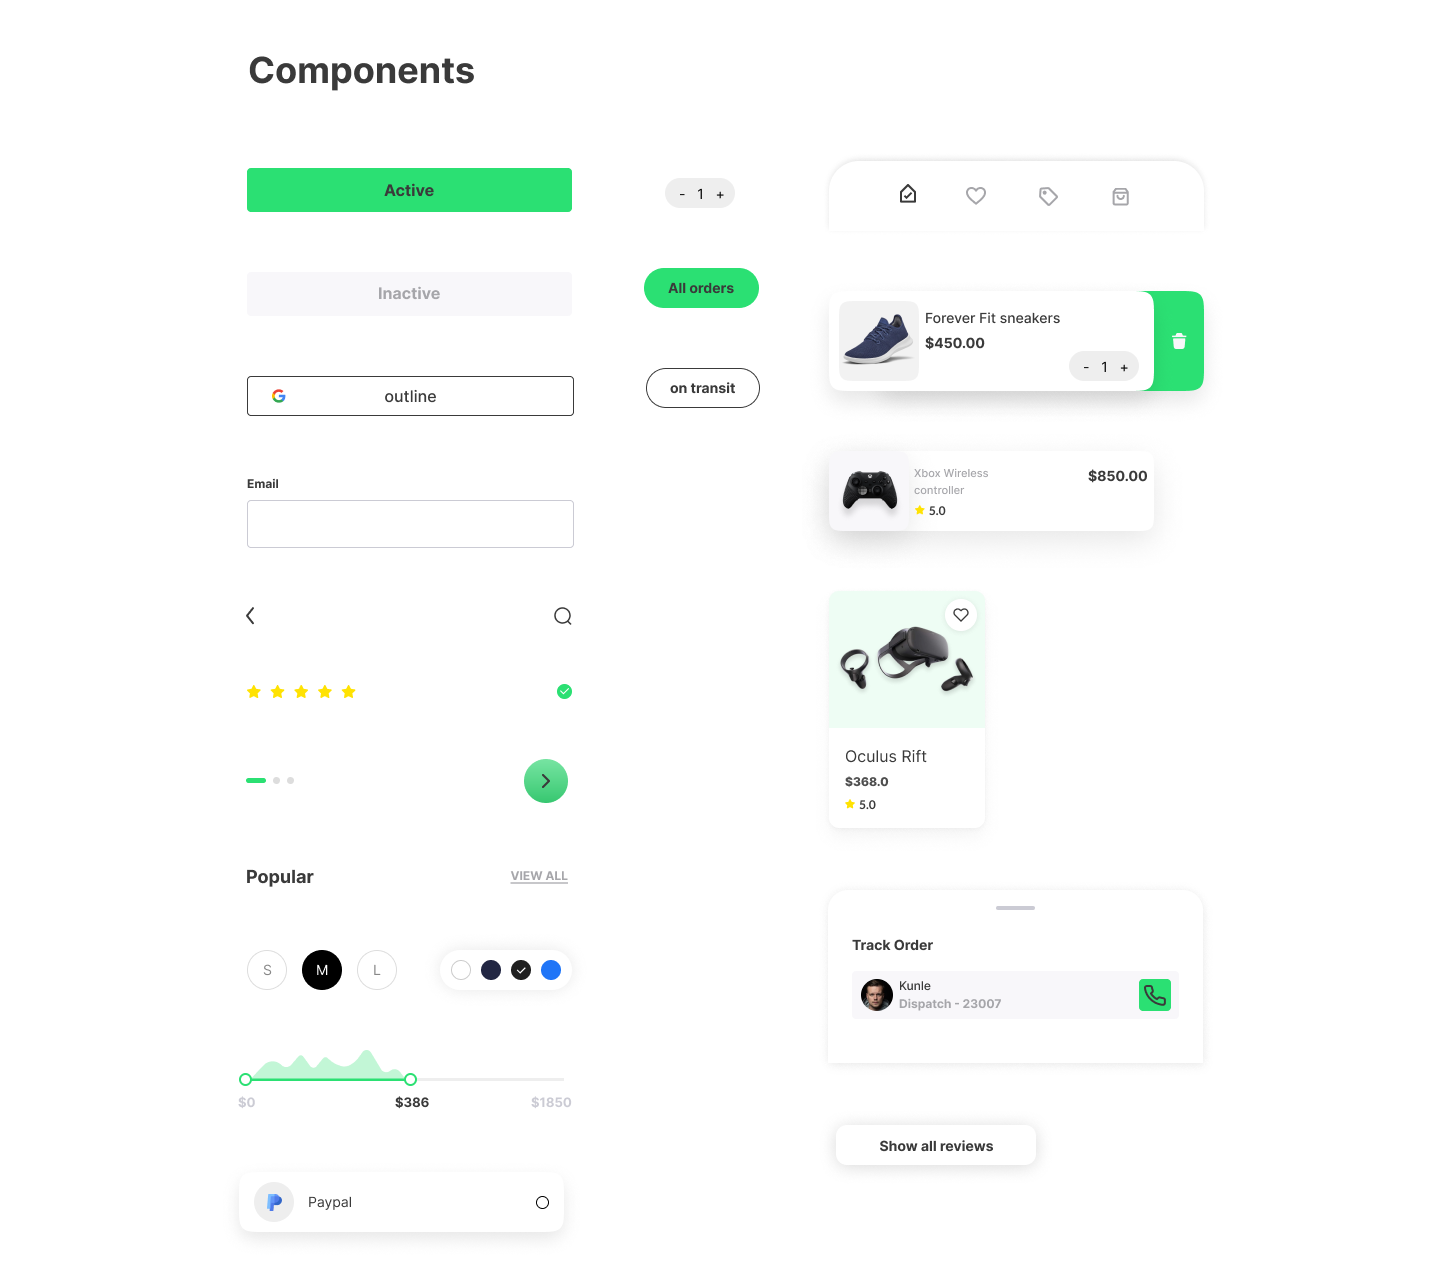 Components
Active
Inactive
outline
Email
Popular
VIEW ALL
S
M
L
$0
$386
$1850
Paypal
- 1 +
All orders
on transit
Forever Fit sneakers
$450.00
- 1 +
Xbox Wireless
controller
5.0
$850.00
Oculus Rift
$368.0
5.0
Track Order
Kunle
Dispatch - 23007
Show all reviews